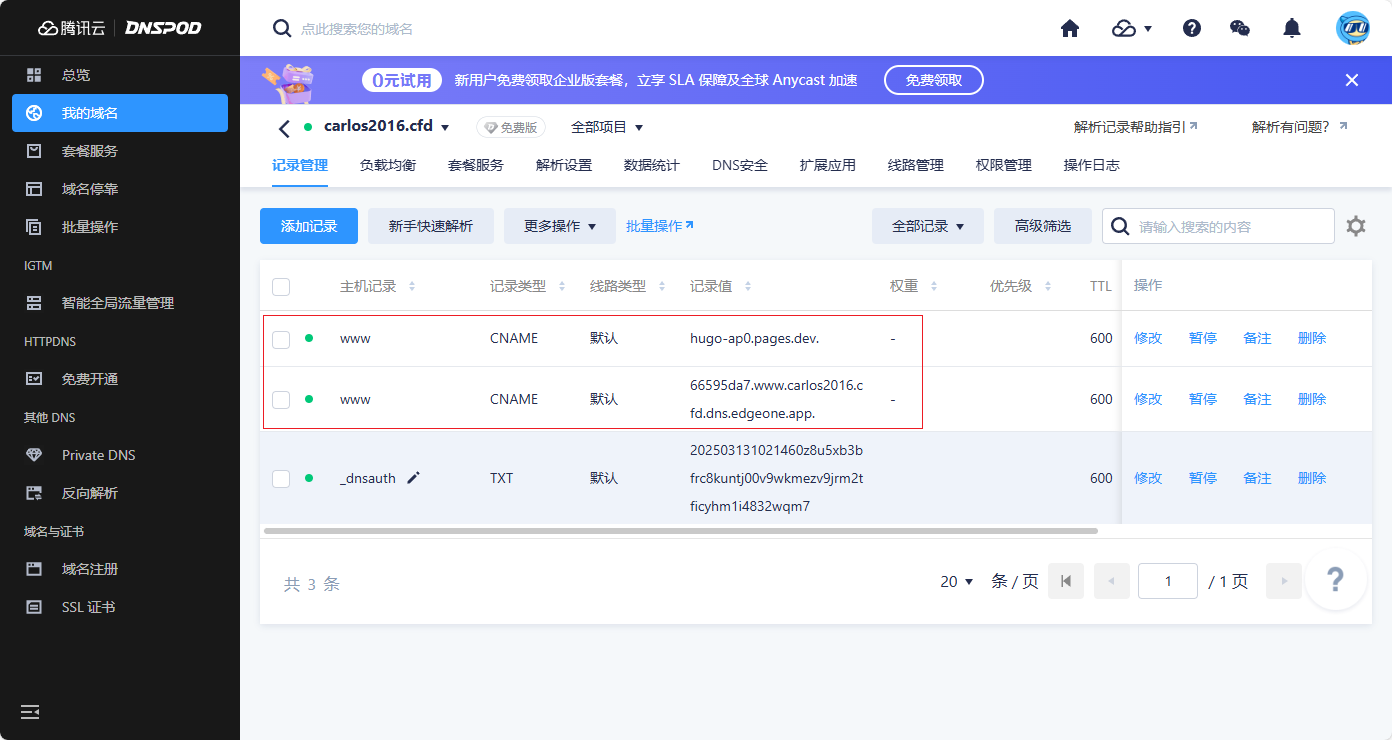 腾讯云 DNSPOD
点此搜索您的域名
总览
我的域名
套餐服务
域名停靠
批量操作
IGTM
智能全局流量管理
HTTPDNS
免费开通
其他 DNS
Private DNS
反向解析
域名与证书
域名注册
SSL 证书
0元试用 新用户免费领取企业版套餐，立享 SLA 保障及全球 Anycast 加速 免费领取
carlos2016.cfd 免费版 全部项目 解析记录帮助指引 解析有问题?
记录管理 负载均衡 套餐服务 解析设置 数据统计 DNS安全 扩展应用 线路管理 权限管理 操作日志
添加记录 新手快速解析 更多操作 批量操作 全部记录 高级筛选 请输入搜索的内容
主机记录 记录类型 线路类型 记录值 权重 优先级 TTL 操作
www CNAME 默认 hugo-ap0.pages.dev. - 600 修改 暂停 备注 删除
www CNAME 默认 66595da7.www.carlos2016.c
fd.dns.edgeone.app. - 600 修改 暂停 备注 删除
_dnsauth TXT 默认 202503131021460z8u5xb3b
frc8kuntj00v9wkmezv9jrm2t
ficyhm1i4832wqm7 600 修改 暂停 备注 删除
共 3 条 20 条 / 页 1 / 1 页
?